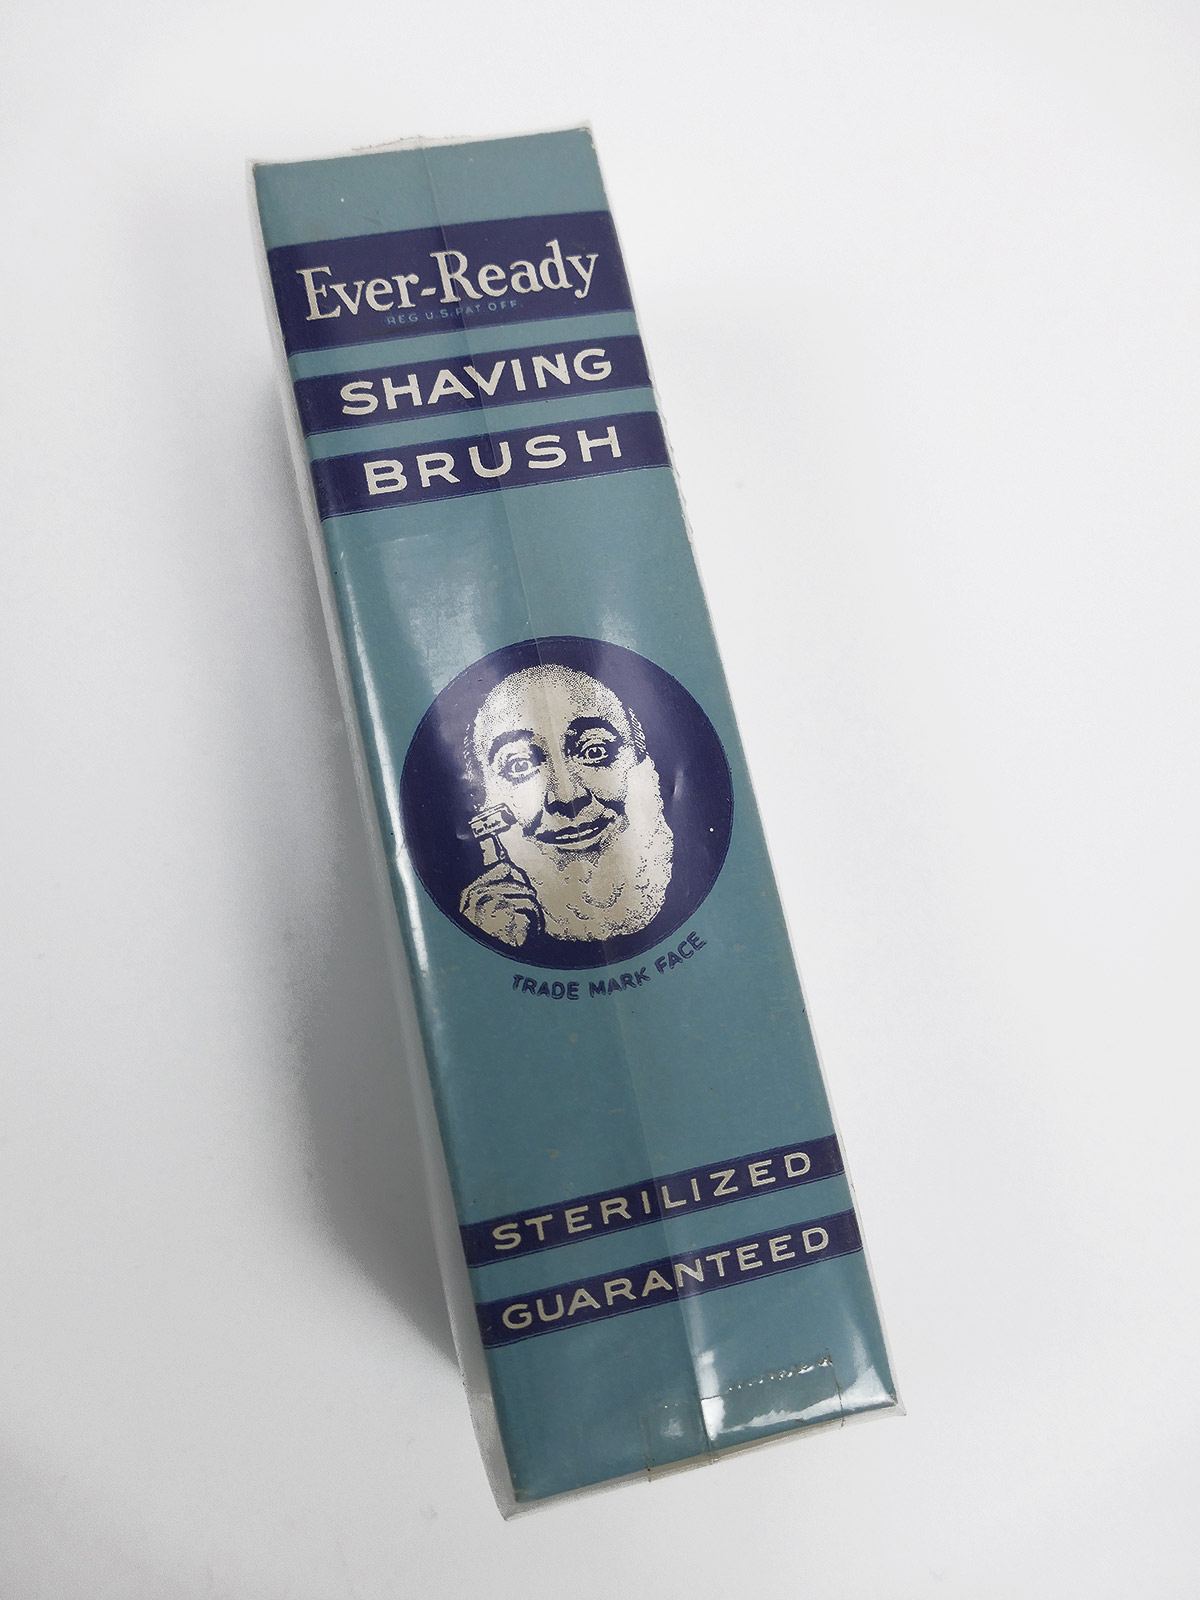 Ever-Ready
REG U.S. PAT OFF.
SHAVING
BRUSH
TRADE MARK FACE
STERILIZED
GUARANTEED